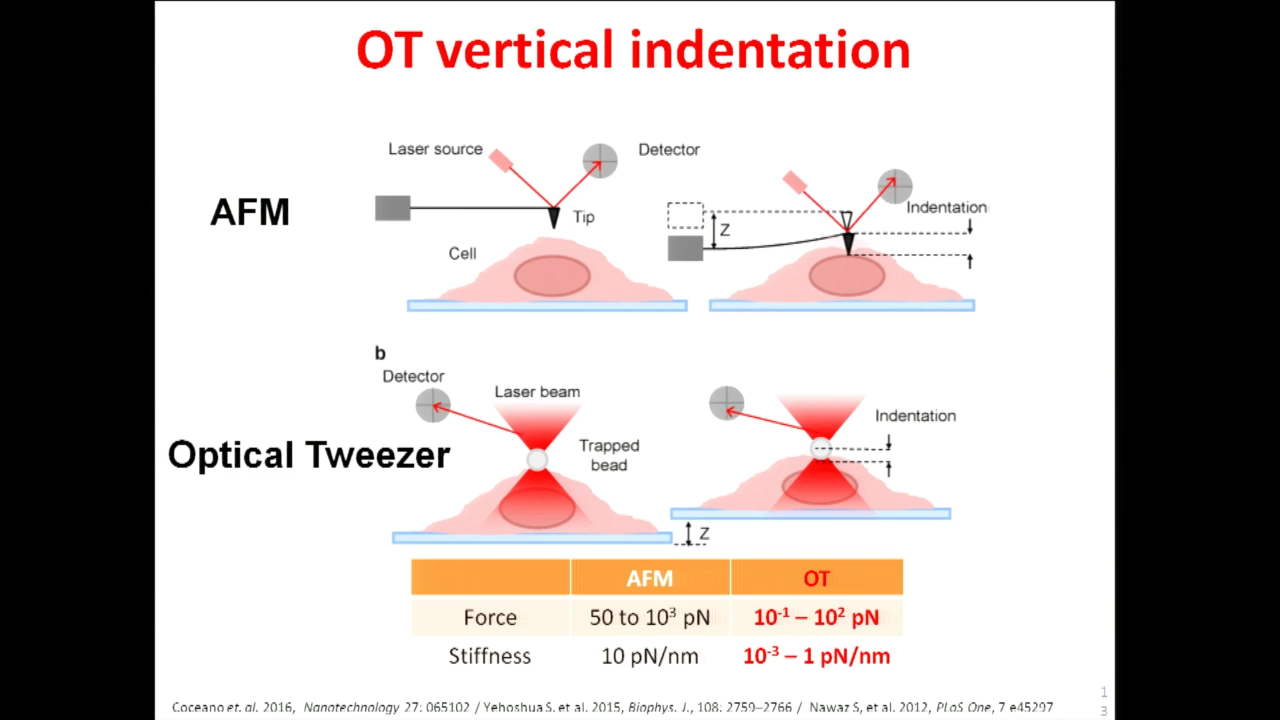 OT vertical indentation
Laser source
Detector
AFM
Tip
Cell
Z
Indentation
b
Detector
Laser beam
Optical Tweezer
Trapped
bead
Indentation
Z
AFM OT
Force 50 to 10³ pN 10⁻¹ – 10² pN
Stiffness 10 pN/nm 10⁻³ – 1 pN/nm
Coceano et. al. 2016, Nanotechnology 27: 065102 / Yehoshua S. et al. 2015, Biophys. J., 108: 2759–2766 / Nawaz S, et al. 2012, PLoS One, 7 e45297
1
3